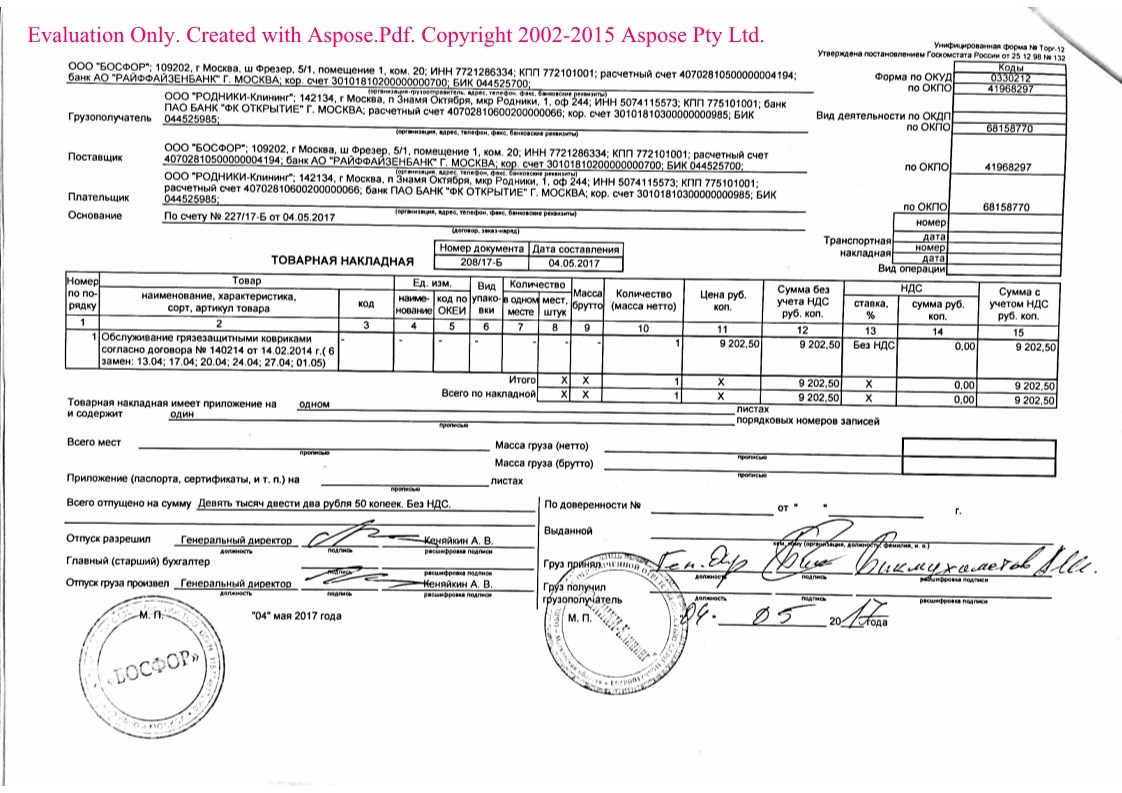 Evaluation Only. Created with Aspose.Pdf. Copyright 2002-2015 Aspose Pty Ltd.
Унифицированная форма № Торг-12
Утверждена постановлением Госкомстата России от 25 12 98 № 132
Коды
ООО "БОСФОР"; 109202, г Москва, ш Фрезер, 5/1, помещение 1, ком. 20; ИНН 7721286334; КПП 772101001; расчетный счет 40702810500000004194;
банк АО "РАЙФФАЙЗЕНБАНК" Г. МОСКВА; кор. счет 30101810200000000700; БИК 044525700;
Форма по ОКУД 0330212
по ОКПО 41968297
(организация-грузоотправитель, адрес, телефон, факс, банковские реквизиты)
Грузополучатель
ООО "РОДНИКИ-Клининг"; 142134, г Москва, п Знамя Октября, мкр Родники, 1, оф 244; ИНН 5074115573; КПП 775101001; банк
ПАО БАНК "ФК ОТКРЫТИЕ" Г. МОСКВА; расчетный счет 40702810600200000066; кор. счет 30101810300000000985; БИК
044525985;
Вид деятельности по ОКДП
по ОКПО 68158770
(организация, адрес, телефон, факс, банковские реквизиты)
Поставщик
ООО "БОСФОР"; 109202, г Москва, ш Фрезер, 5/1, помещение 1, ком. 20; ИНН 7721286334; КПП 772101001; расчетный счет
40702810500000004194; банк АО "РАЙФФАЙЗЕНБАНК" Г. МОСКВА; кор. счет 30101810200000000700; БИК 044525700;
по ОКПО 41968297
(организация, адрес, телефон, факс, банковские реквизиты)
Плательщик
ООО "РОДНИКИ-Клининг"; 142134, г Москва, п Знамя Октября, мкр Родники, 1, оф 244; ИНН 5074115573; КПП 775101001;
расчетный счет 40702810600200000066; банк ПАО БАНК "ФК ОТКРЫТИЕ" Г. МОСКВА; кор. счет 30101810300000000985; БИК
044525985;
по ОКПО 68158770
(организация, адрес, телефон, факс, банковские реквизиты)
Основание По счету № 227/17-Б от 04.05.2017
(договор, заказ-наряд)
номер
дата
Транспортная накладная
номер
дата
Вид операции
Номер документа Дата составления
ТОВАРНАЯ НАКЛАДНАЯ 208/17-Б 04.05.2017
Номер по по-рядку
Товар
наименование, характеристика, сорт, артикул товара
код
Ед. изм.
наиме-нование
код по ОКЕИ
Вид упако-вки
Количество
в одном месте
мест, штук
Масса брутто
Количество (масса нетто)
Цена руб. коп.
Сумма без учета НДС руб. коп.
НДС
ставка, %
сумма руб. коп.
Сумма с учетом НДС руб. коп.
1 2 3 4 5 6 7 8 9 10 11 12 13 14 15
1 Обслуживание грязезащитными ковриками - - - - - - - 1 9 202,50 9 202,50 Без НДС 0,00 9 202,50
согласно договора № 140214 от 14.02.2014 г.( 6
замен: 13.04; 17.04; 20.04; 24.04; 27.04; 01.05)
Итого Х Х 1 Х 9 202,50 Х 0,00 9 202,50
Всего по накладной Х Х 1 Х 9 202,50 Х 0,00 9 202,50
Товарная накладная имеет приложение на одном листах
и содержит один порядковых номеров записей
прописью
Всего мест
прописью
Масса груза (нетто)
прописью
Масса груза (брутто)
прописью
Приложение (паспорта, сертификаты, и т. п.) на листах
прописью
Всего отпущено на сумму Девять тысяч двести два рубля 50 копеек. Без НДС.
Отпуск разрешил Генеральный директор Кеняйкин А. В.
должность подпись расшифровка подписи
Главный (старший) бухгалтер
подпись расшифровка подписи
Отпуск груза произвел Генеральный директор Кеняйкин А. В.
должность подпись расшифровка подписи
М. П. "04" мая 2017 года
«БОСФОР»
По доверенности № от " " г.
Выданной
кем, кому (организация, должность, фамилия, и. о.)
Груз принял Ген. дир Бикмухаметов
должность подпись расшифровка подписи
Груз получил
грузополучатель
должность подпись расшифровка подписи
М. П. 04. 05 2017 года